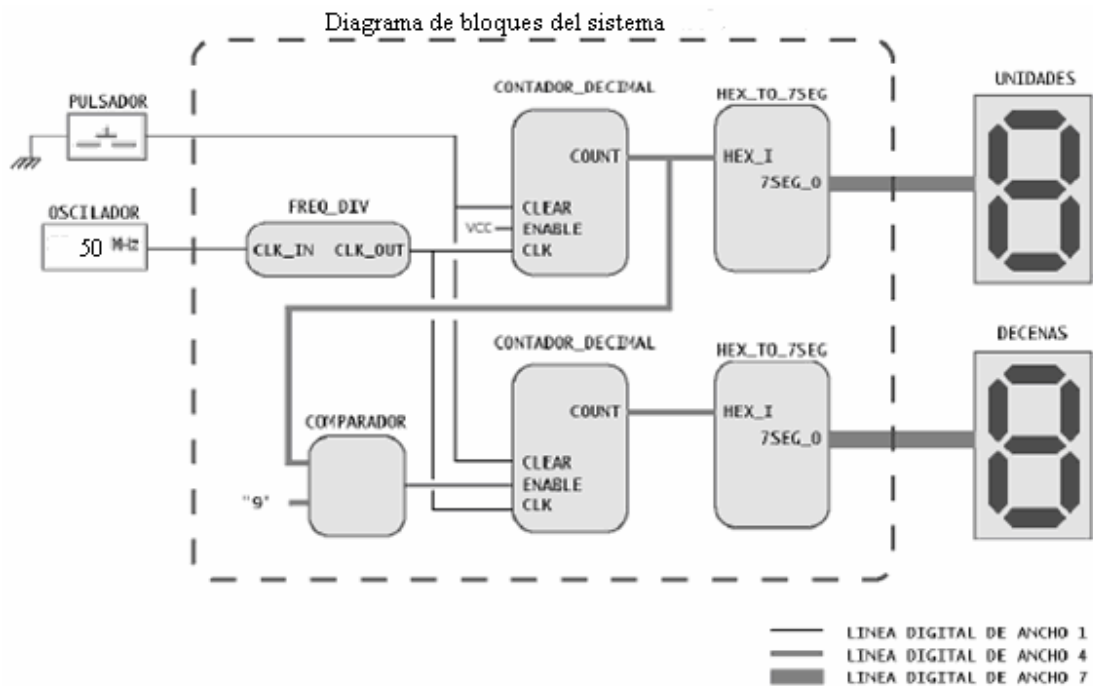 Diagrama de bloques del sistema
PULSADOR
OSCILADOR
50 MHz
FREQ_DIV
CLK_IN CLK_OUT
CONTADOR_DECIMAL
COUNT
CLEAR
VCC ENABLE
CLK
HEX_TO_7SEG
HEX_I
7SEG_O
UNIDADES
COMPARADOR
"9"
CONTADOR_DECIMAL
COUNT
CLEAR
ENABLE
CLK
HEX_TO_7SEG
HEX_I
7SEG_O
DECENAS
LINEA DIGITAL DE ANCHO 1
LINEA DIGITAL DE ANCHO 4
LINEA DIGITAL DE ANCHO 7